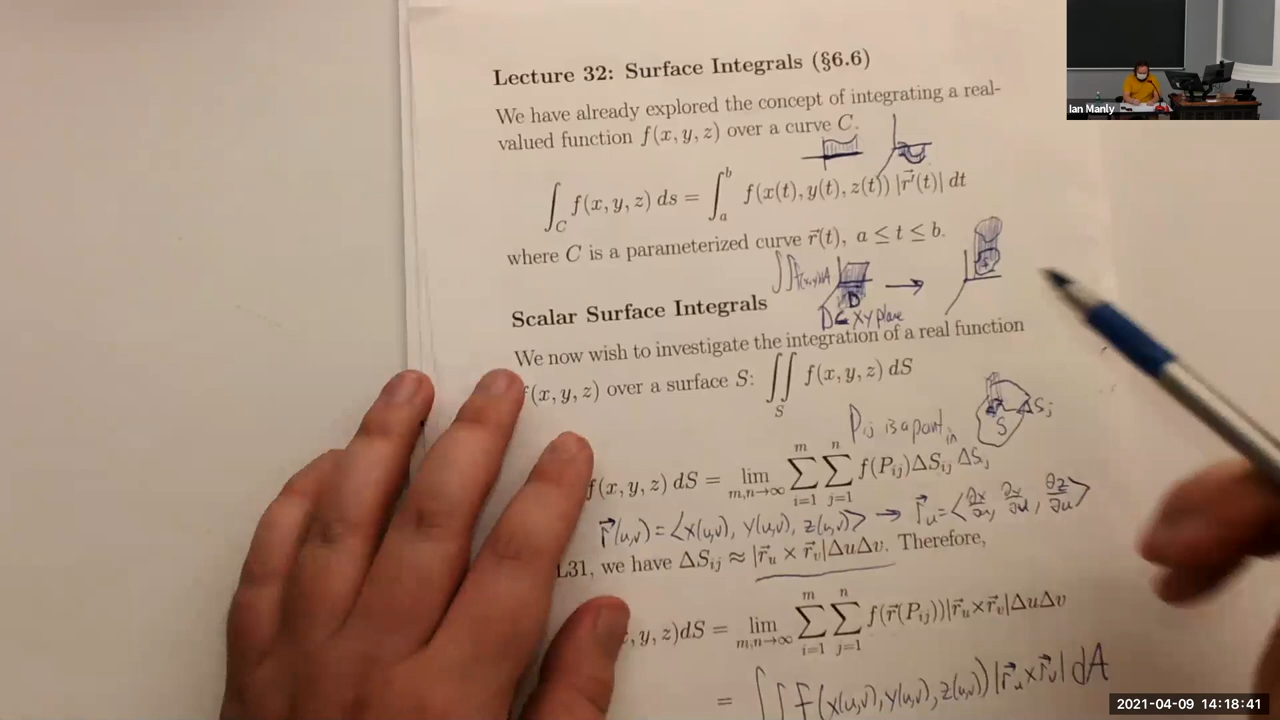 Ian Manly
Lecture 32: Surface Integrals (§6.6)
We have already explored the concept of integrating a real-
valued function f(x, y, z) over a curve C.
∫_C f(x, y, z) ds = ∫_a^b f(x(t), y(t), z(t)) |r⃗′(t)| dt
where C is a parameterized curve r⃗(t), a ≤ t ≤ b.
∬f(x,y)dA
D
Scalar Surface Integrals
D⊂ xy plane
We now wish to investigate the integration of a real function
f(x, y, z) over a surface S: ∬_S f(x, y, z) dS
P_ij is a point in
S
ΔS_ij
f(x, y, z) dS = lim_{m,n→∞} ∑_{i=1}^m ∑_{j=1}^n f(P_ij)ΔS_ij
r⃗(u,v) = ⟨x(u,v), y(u,v), z(u,v)⟩ → r⃗_u = ⟨∂x/∂u, ∂y/∂u, ∂z/∂u⟩
L31, we have ΔS_ij ≈ |r⃗_u × r⃗_v|ΔuΔv. Therefore,
, y, z)dS = lim_{m,n→∞} ∑_{i=1}^m ∑_{j=1}^n f(r⃗(P_ij))|r⃗_u×r⃗_v|ΔuΔv
= ∬ f(x(u,v), y(u,v), z(u,v)) |r⃗_u×r⃗_v| dA
2021-04-09 14:18:41